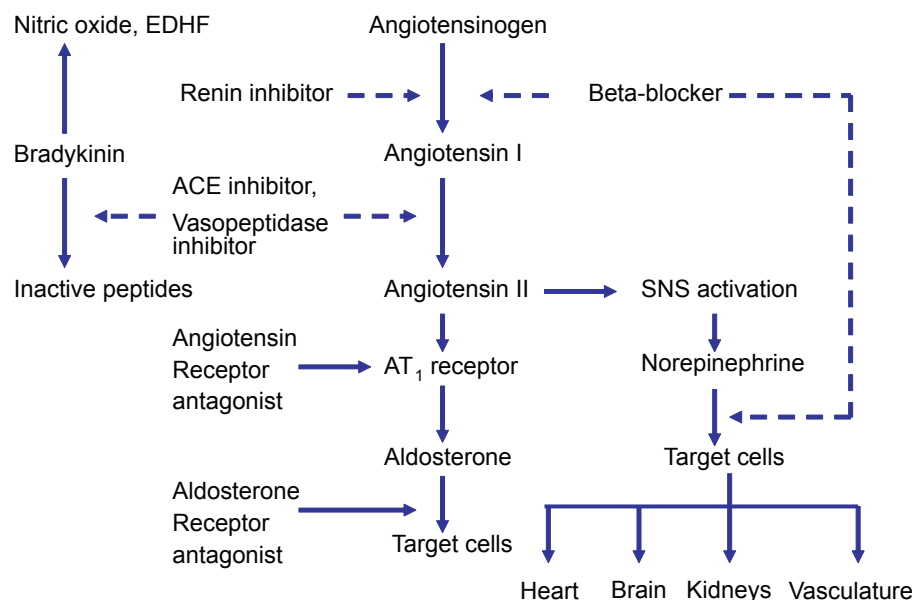 Nitric oxide, EDHF
Angiotensinogen
Renin inhibitor
Beta-blocker
Bradykinin
Angiotensin I
ACE inhibitor,
Vasopeptidase
inhibitor
Inactive peptides
Angiotensin II
SNS activation
Angiotensin
Receptor
antagonist
AT₁ receptor
Norepinephrine
Aldosterone
Target cells
Aldosterone
Receptor
antagonist
Target cells
Heart
Brain
Kidneys
Vasculature